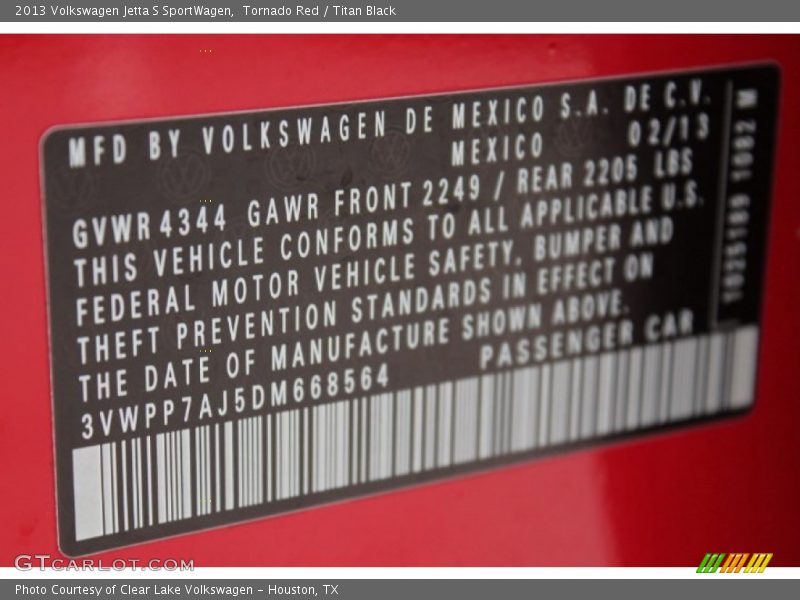 2013 Volkswagen Jetta S SportWagen, Tornado Red / Titan Black
MFD BY VOLKSWAGEN DE MEXICO S.A. DE C.V.
MEXICO 02/13
GVWR 4344 GAWR FRONT 2249 / REAR 2205 LBS
THIS VEHICLE CONFORMS TO ALL APPLICABLE U.S.
FEDERAL MOTOR VEHICLE SAFETY, BUMPER AND
THEFT PREVENTION STANDARDS IN EFFECT ON
THE DATE OF MANUFACTURE SHOWN ABOVE.
3VWPP7AJ5DM668564 PASSENGER CAR
GTCARLOT.COM
Photo Courtesy of Clear Lake Volkswagen – Houston, TX